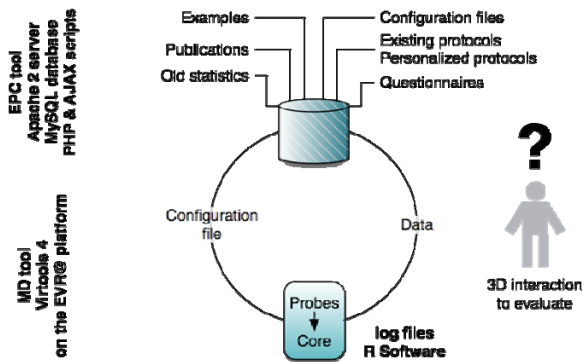 EPC tool
Apache 2 server
MySQL database
PHP & AJAX scripts
Examples
Publications
Old statistics
Configuration files
Existing protocols
Personalized protocols
Questionnaires
Configuration
file
Data
?
3D interaction
to evaluate
MD tool
Virtools 4
on the EVR@ platform
Probes
Core
log files
R Software